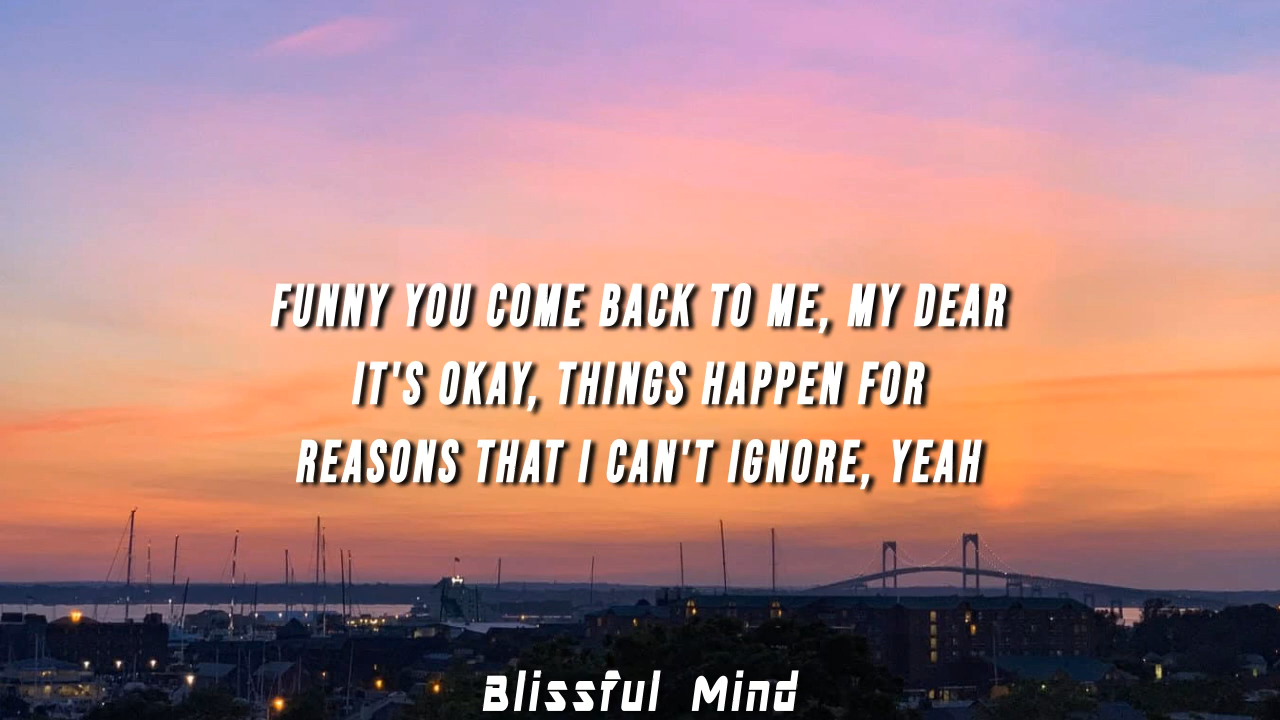 FUNNY YOU COME BACK TO ME, MY DEAR
IT'S OKAY, THINGS HAPPEN FOR
REASONS THAT I CAN'T IGNORE, YEAH
Blissful Mind